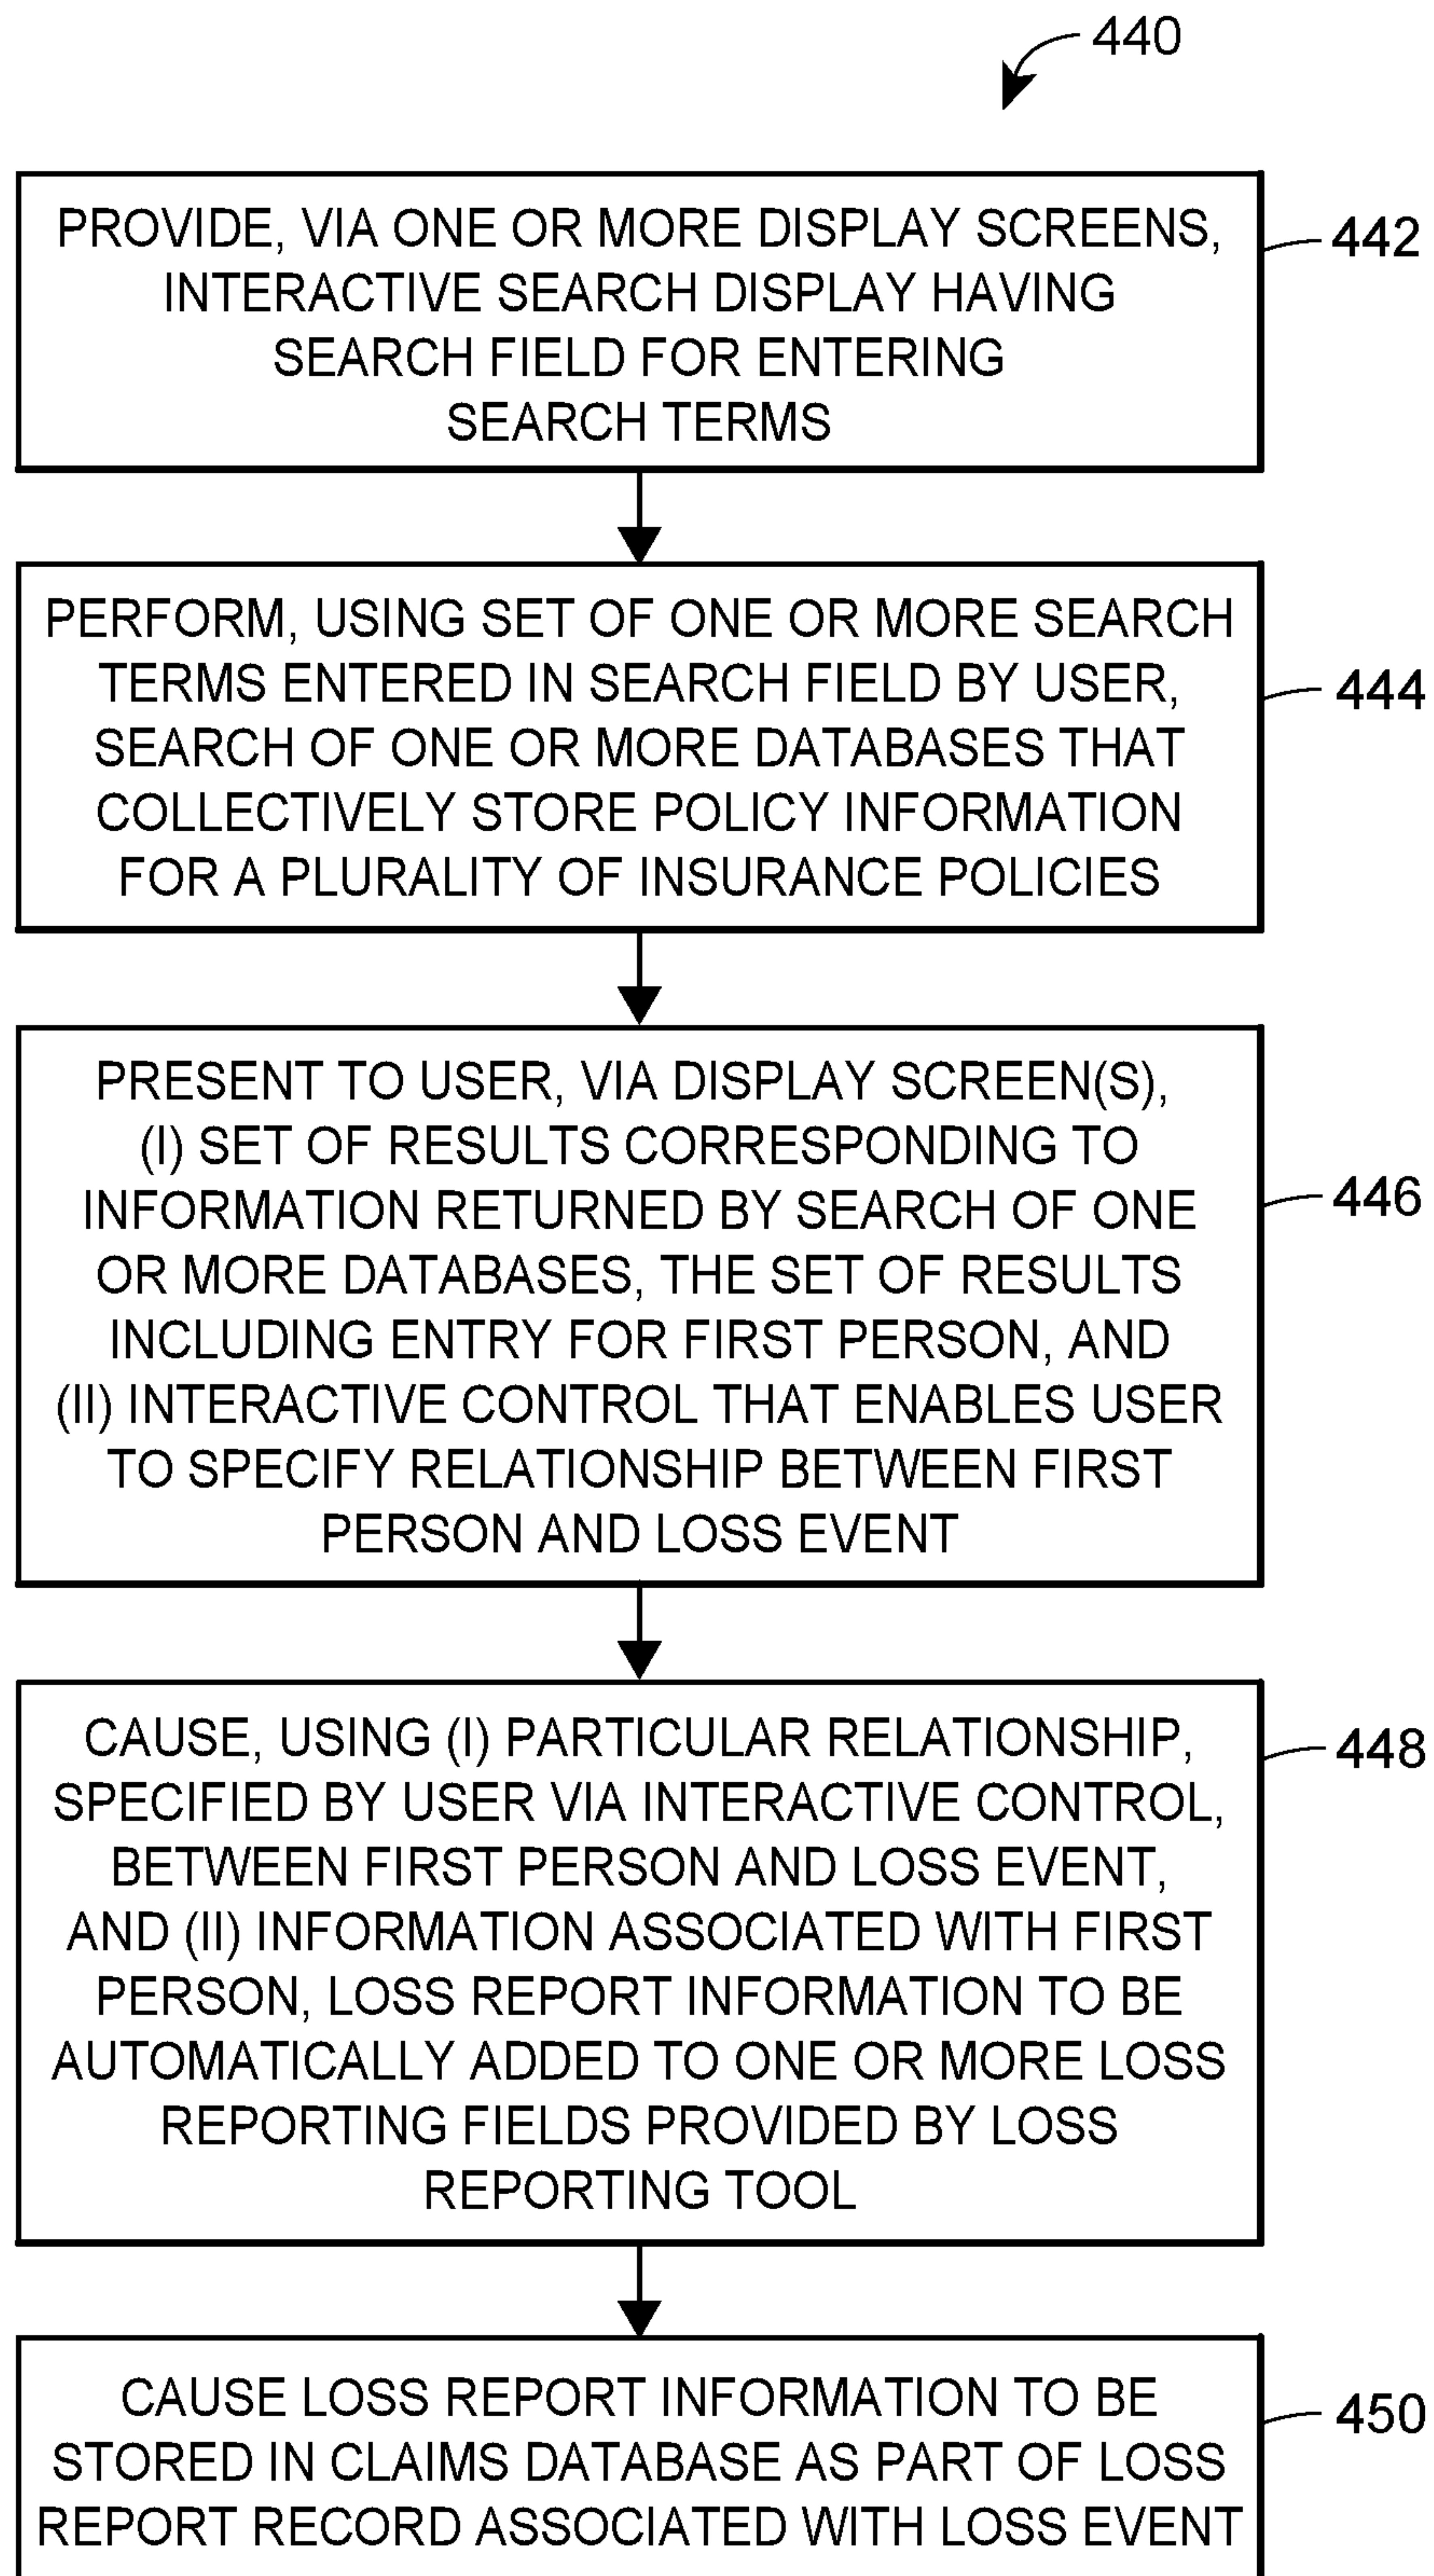 440
PROVIDE, VIA ONE OR MORE DISPLAY SCREENS,
INTERACTIVE SEARCH DISPLAY HAVING
SEARCH FIELD FOR ENTERING
SEARCH TERMS
442
PERFORM, USING SET OF ONE OR MORE SEARCH
TERMS ENTERED IN SEARCH FIELD BY USER,
SEARCH OF ONE OR MORE DATABASES THAT
COLLECTIVELY STORE POLICY INFORMATION
FOR A PLURALITY OF INSURANCE POLICIES
444
PRESENT TO USER, VIA DISPLAY SCREEN(S),
(I) SET OF RESULTS CORRESPONDING TO
INFORMATION RETURNED BY SEARCH OF ONE
OR MORE DATABASES, THE SET OF RESULTS
INCLUDING ENTRY FOR FIRST PERSON, AND
(II) INTERACTIVE CONTROL THAT ENABLES USER
TO SPECIFY RELATIONSHIP BETWEEN FIRST
PERSON AND LOSS EVENT
446
CAUSE, USING (I) PARTICULAR RELATIONSHIP,
SPECIFIED BY USER VIA INTERACTIVE CONTROL,
BETWEEN FIRST PERSON AND LOSS EVENT,
AND (II) INFORMATION ASSOCIATED WITH FIRST
PERSON, LOSS REPORT INFORMATION TO BE
AUTOMATICALLY ADDED TO ONE OR MORE LOSS
REPORTING FIELDS PROVIDED BY LOSS
REPORTING TOOL
448
CAUSE LOSS REPORT INFORMATION TO BE
STORED IN CLAIMS DATABASE AS PART OF LOSS
REPORT RECORD ASSOCIATED WITH LOSS EVENT
450